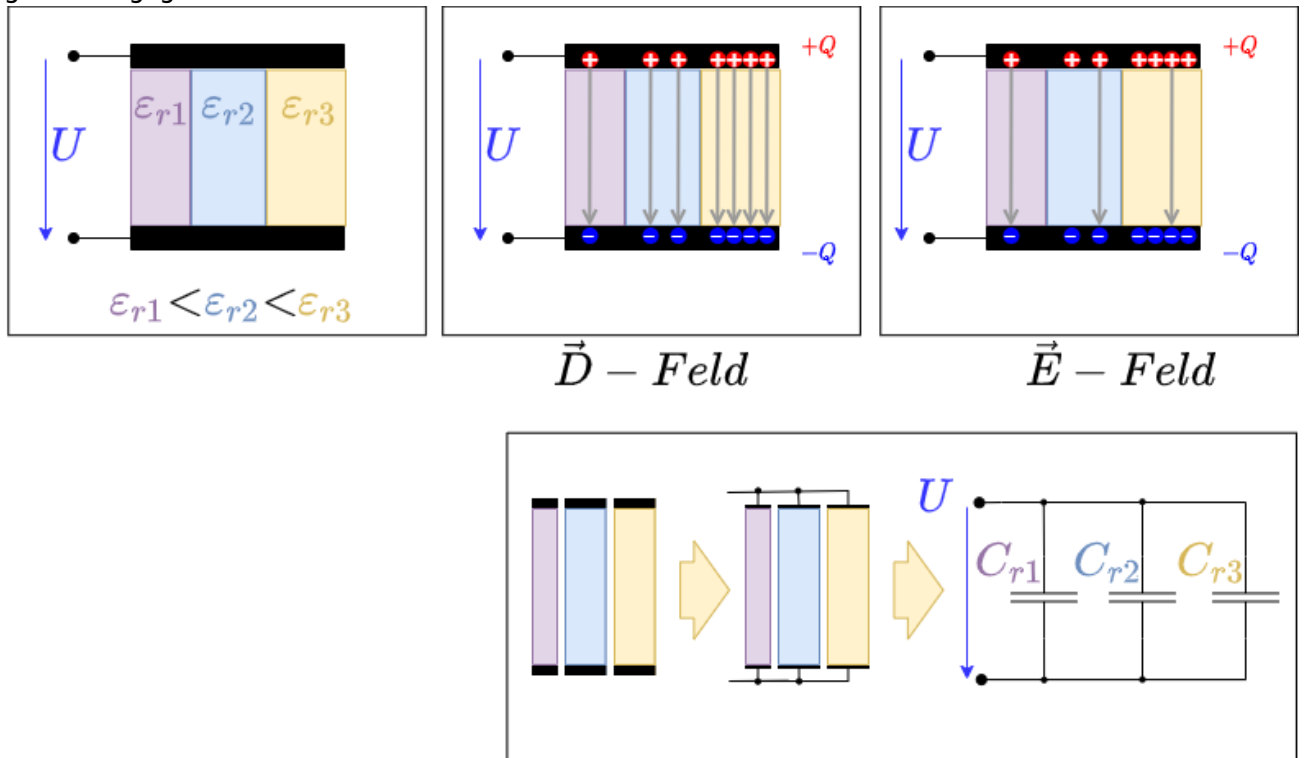 U
εr1 εr2 εr3
εr1<εr2<εr3
U
+Q
−Q
U
+Q
−Q
D⃗ − Feld
E⃗ − Feld
U
Cr1 Cr2 Cr3